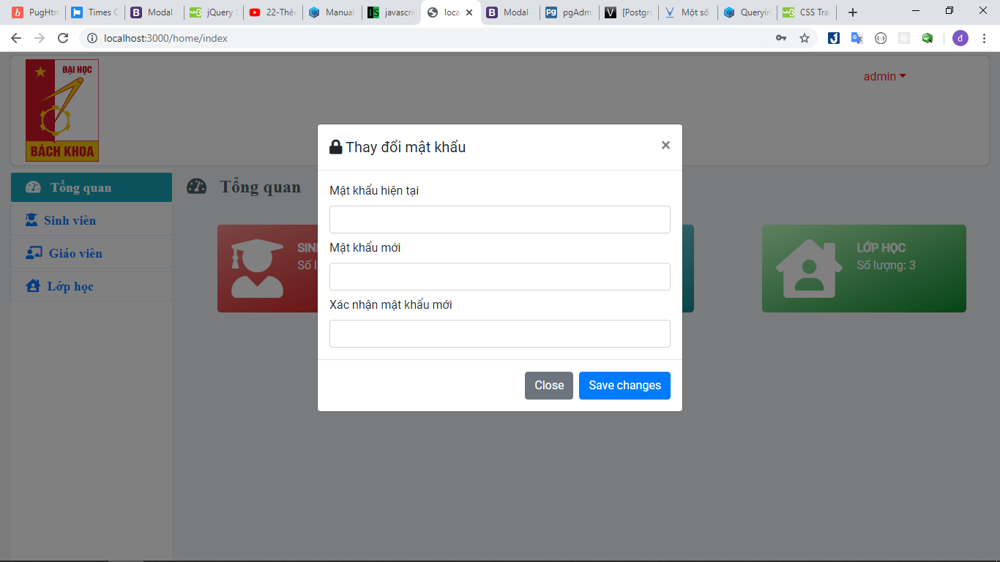 PugHtm
Times C
Modal
jQuery
22-Thê
Manual
javascri
loca
Modal
pgAdm
[Postgre
Một số
Queryin
CSS Tra
localhost:3000/home/index
ĐẠI HỌC
BÁCH KHOA
admin
Thay đổi mật khẩu
×
Mật khẩu hiện tại
Mật khẩu mới
Xác nhận mật khẩu mới
Close
Save changes
Tổng quan
Sinh viên
Giáo viên
Lớp học
Tổng quan
SIN
Số l
LỚP HỌC
Số lượng: 3